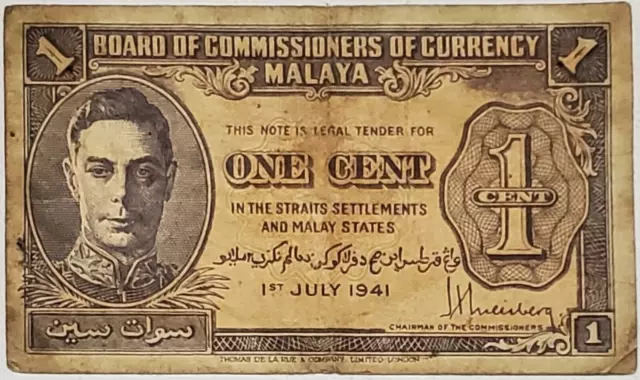 1 BOARD OF COMMISSIONERS OF CURRENCY 1
MALAYA
THIS NOTE IS LEGAL TENDER FOR
ONE CENT
IN THE STRAITS SETTLEMENTS
AND MALAY STATES
1 CENT
1ST JULY 1941
CHAIRMAN OF THE COMMISSIONERS
سوات سين
1
THOMAS DE LA RUE & COMPANY, LIMITED, LONDON